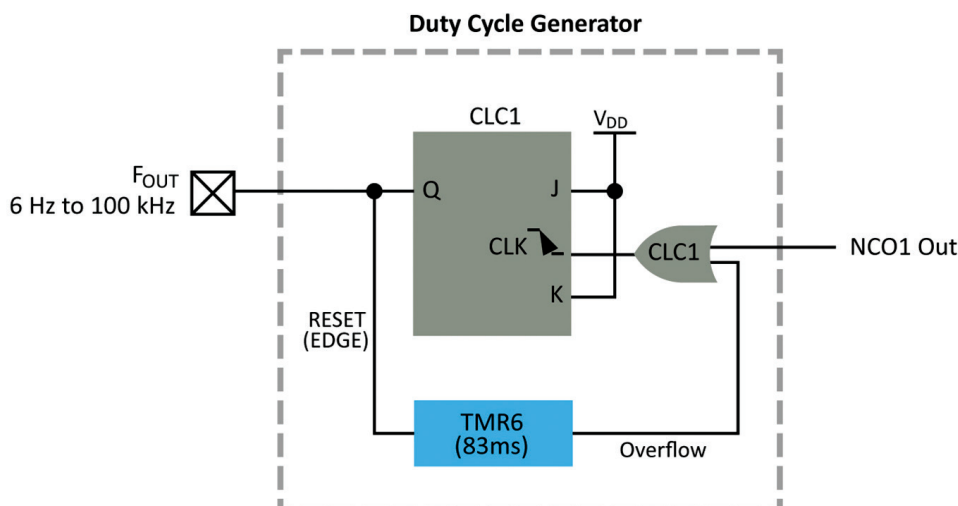 Duty Cycle Generator
CLC1
VDD
FOUT
6 Hz to 100 kHz
Q
J
CLK
CLC1
NCO1 Out
K
RESET
(EDGE)
TMR6
(83ms)
Overflow